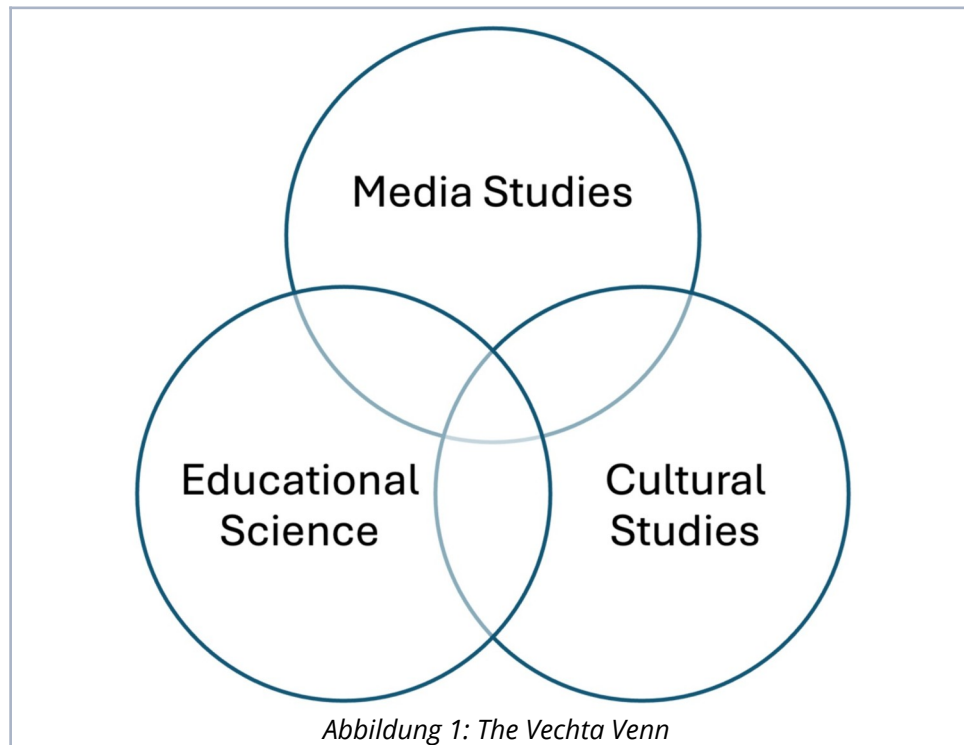 Media Studies
Educational
Science
Cultural
Studies
Abbildung 1: The Vechta Venn